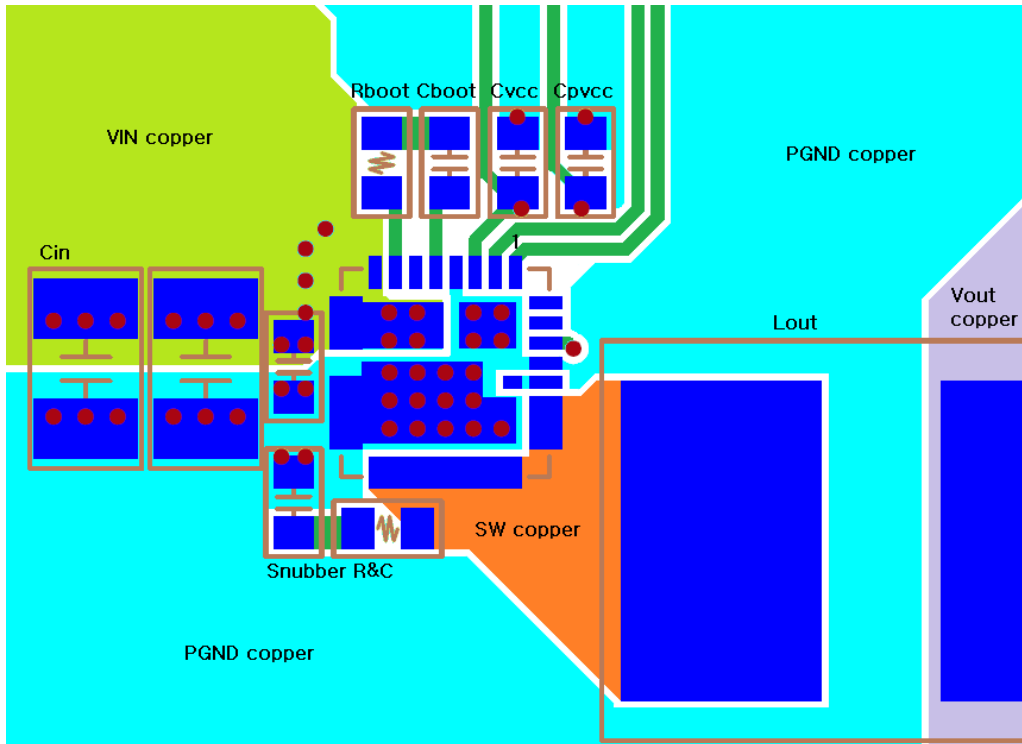 Rboot Cboot Cvcc Cpvcc
VIN copper
PGND copper
1
Cin
Vout
copper
Lout
SW copper
Snubber R&C
PGND copper